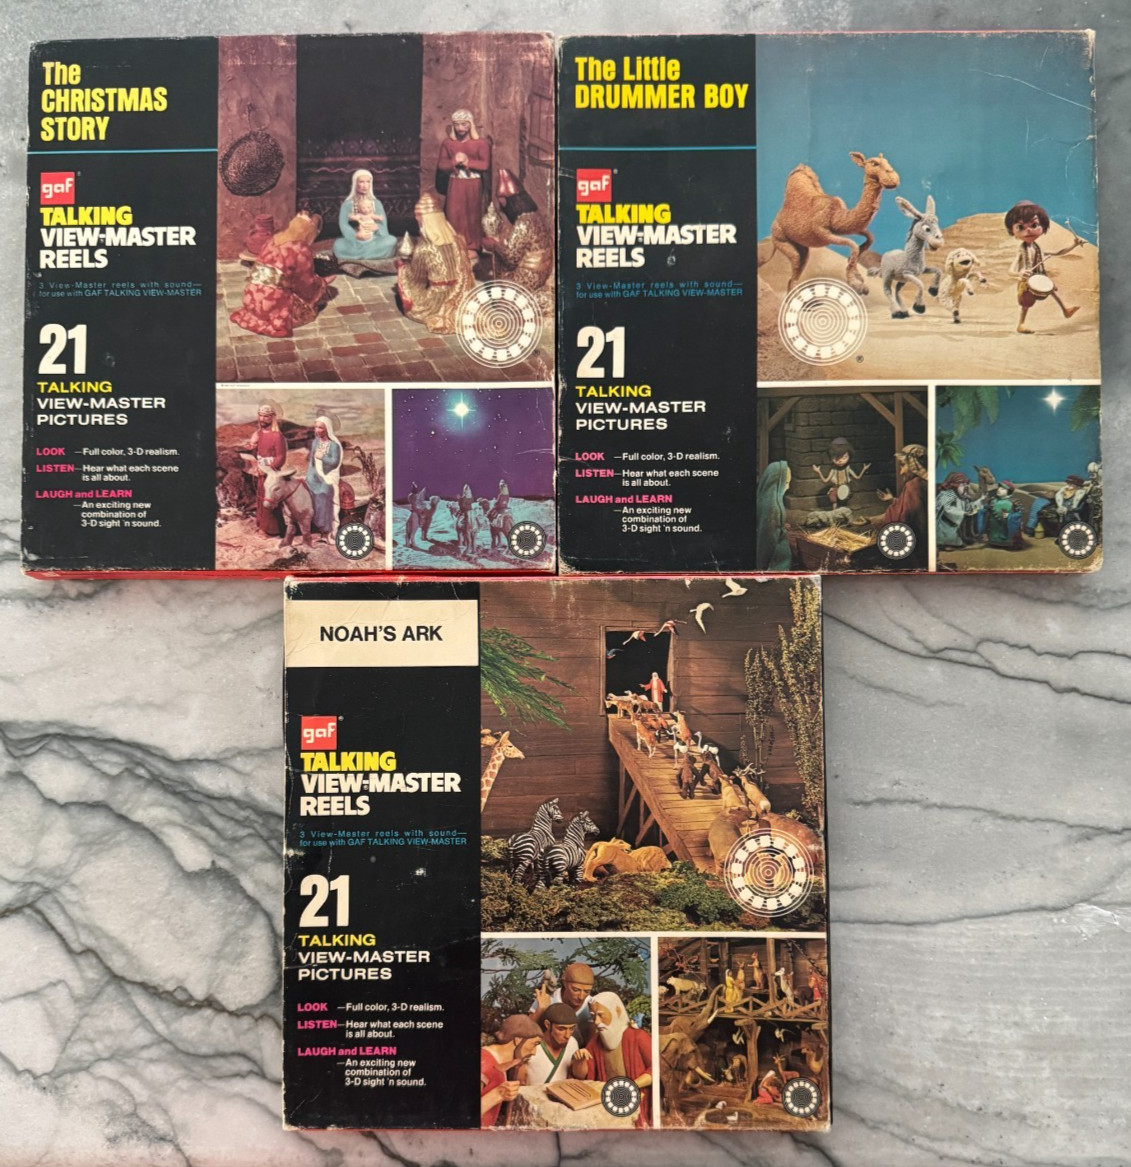 The
CHRISTMAS
STORY
gaf®
TALKING
VIEW-MASTER
REELS
3 View-Master reels with sound—
for use with GAF TALKING VIEW-MASTER
21
TALKING
VIEW-MASTER
PICTURES
LOOK —Full color, 3-D realism.
LISTEN—Hear what each scene
is all about.
LAUGH and LEARN
—An exciting new
combination of
3-D sight 'n sound.
The Little
DRUMMER BOY
gaf®
TALKING
VIEW-MASTER
REELS
3 View-Master reels with sound—
for use with GAF TALKING VIEW-MASTER
21
TALKING
VIEW-MASTER
PICTURES
LOOK —Full color, 3-D realism.
LISTEN—Hear what each scene
is all about.
LAUGH and LEARN
—An exciting new
combination of
3-D sight 'n sound.
®
NOAH'S ARK
gaf®
TALKING
VIEW-MASTER
REELS
3 View-Master reels with sound—
for use with GAF TALKING VIEW-MASTER
21
TALKING
VIEW-MASTER
PICTURES
LOOK —Full color, 3-D realism.
LISTEN—Hear what each scene
is all about.
LAUGH and LEARN
—An exciting new
combination of
3-D sight 'n sound.